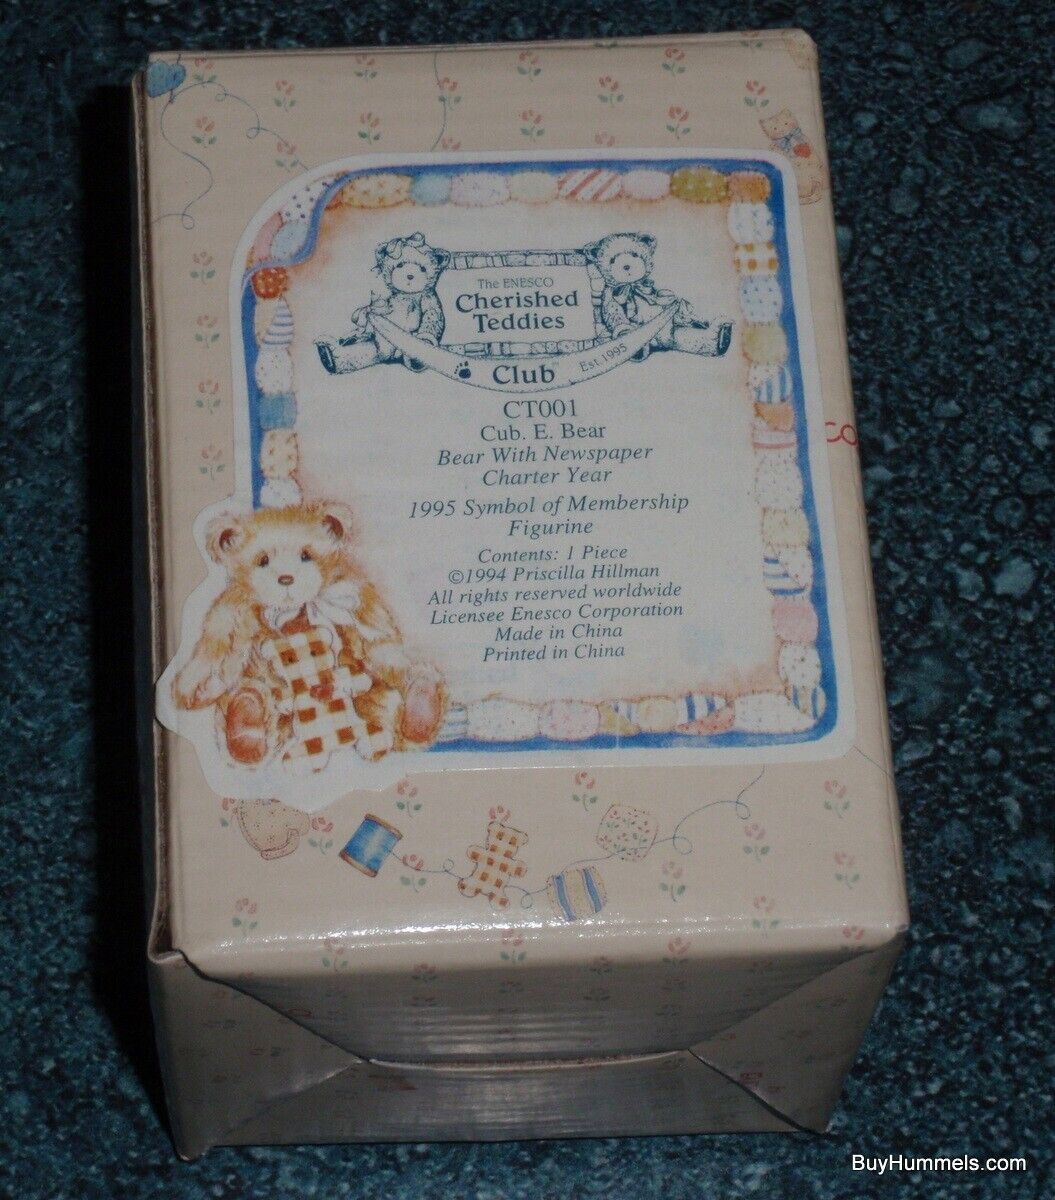 The ENESCO
Cherished
Teddies
Club
Est. 1995
CT001
Cub. E. Bear
Bear With Newspaper
Charter Year
1995 Symbol of Membership
Figurine
Contents: 1 Piece
©1994 Priscilla Hillman
All rights reserved worldwide
Licensee Enesco Corporation
Made in China
Printed in China
BuyHummels.com